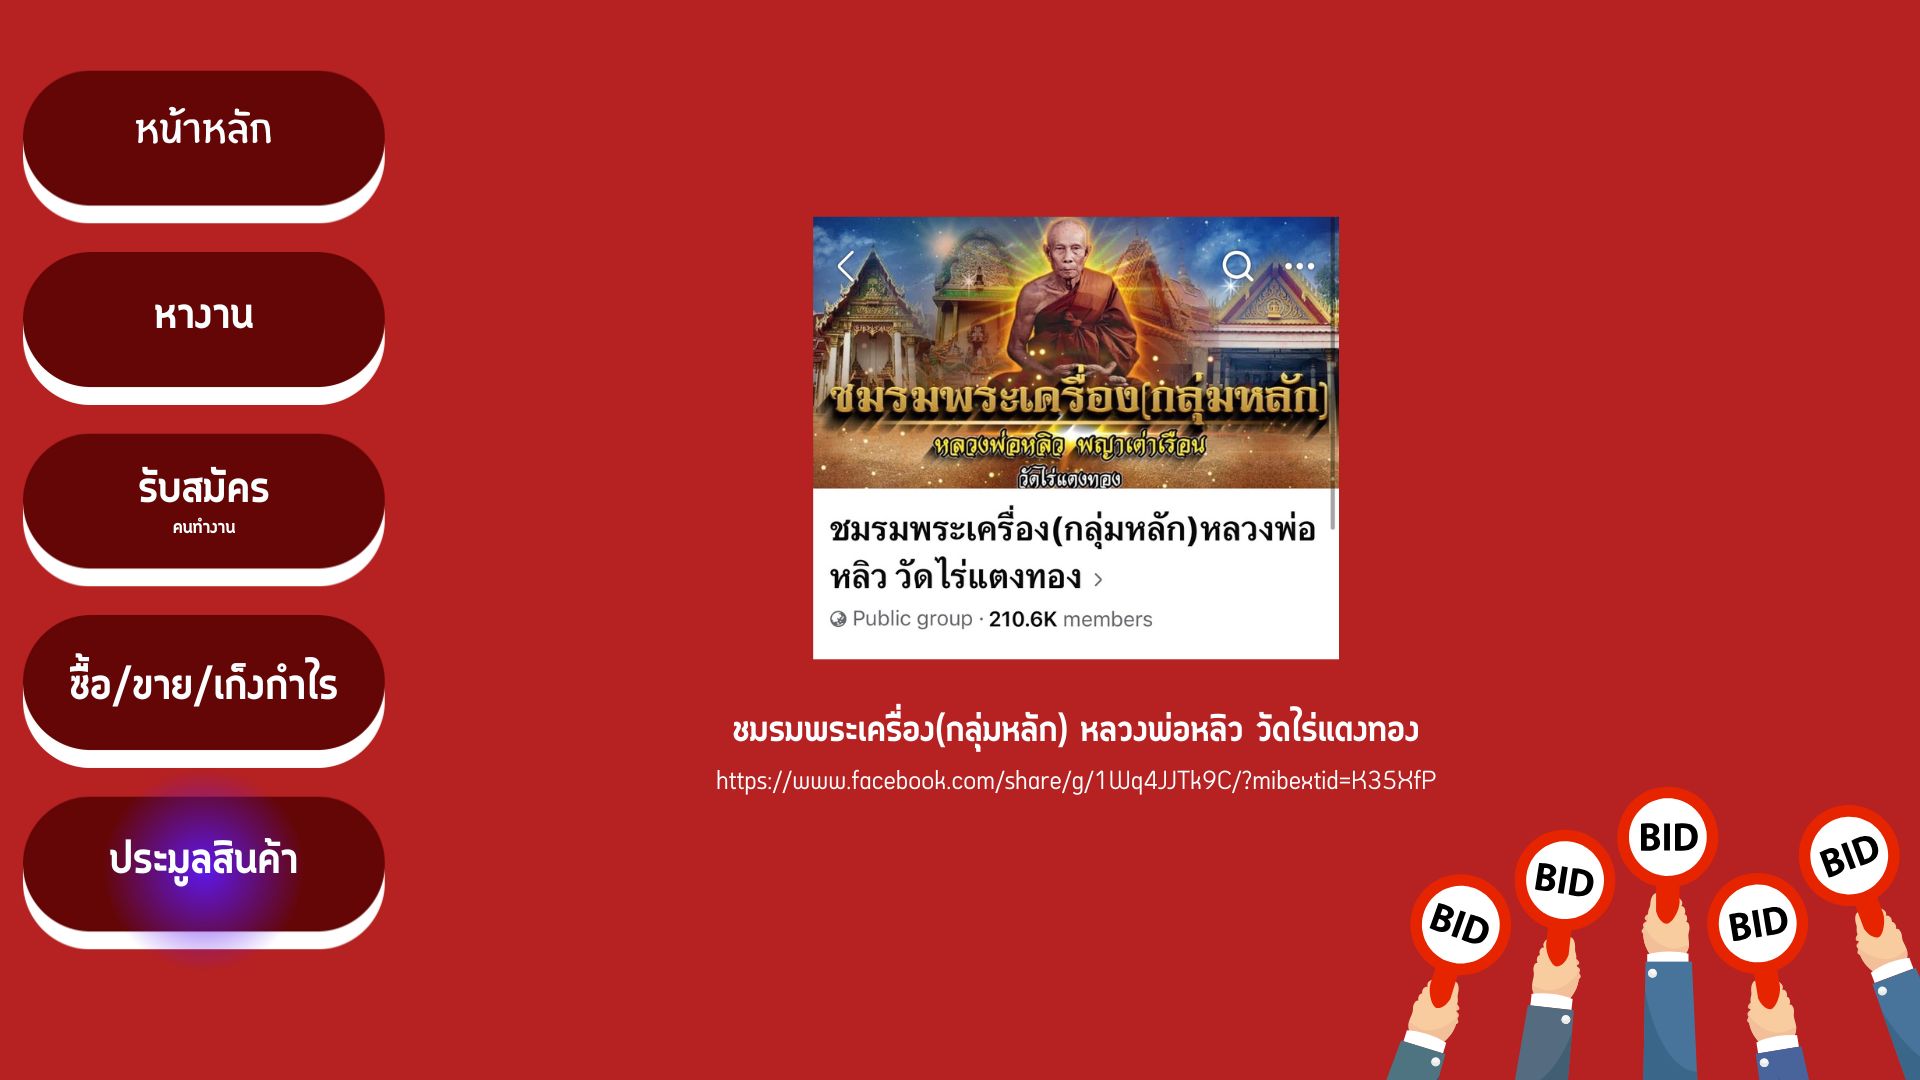 หน้าหลัก
หางาน
รับสมัคร
คนทำงาน
ซื้อ/ขาย/เก็งกำไร
ประมูลสินค้า
ชมรมพระเครื่อง(กลุ่มหลัก)
หลวงพ่อหลิว พญาเต่าเรือน
วัดไร่แตงทอง
ชมรมพระเครื่อง(กลุ่มหลัก)หลวงพ่อ
หลิว วัดไร่แตงทอง >
Public group · 210.6K members
ชมรมพระเครื่อง(กลุ่มหลัก) หลวงพ่อหลิว วัดไร่แตงทอง
https://www.facebook.com/share/g/1Wq4JJTk9C/?mibextid=K35XfP
BID
BID
BID
BID
BID